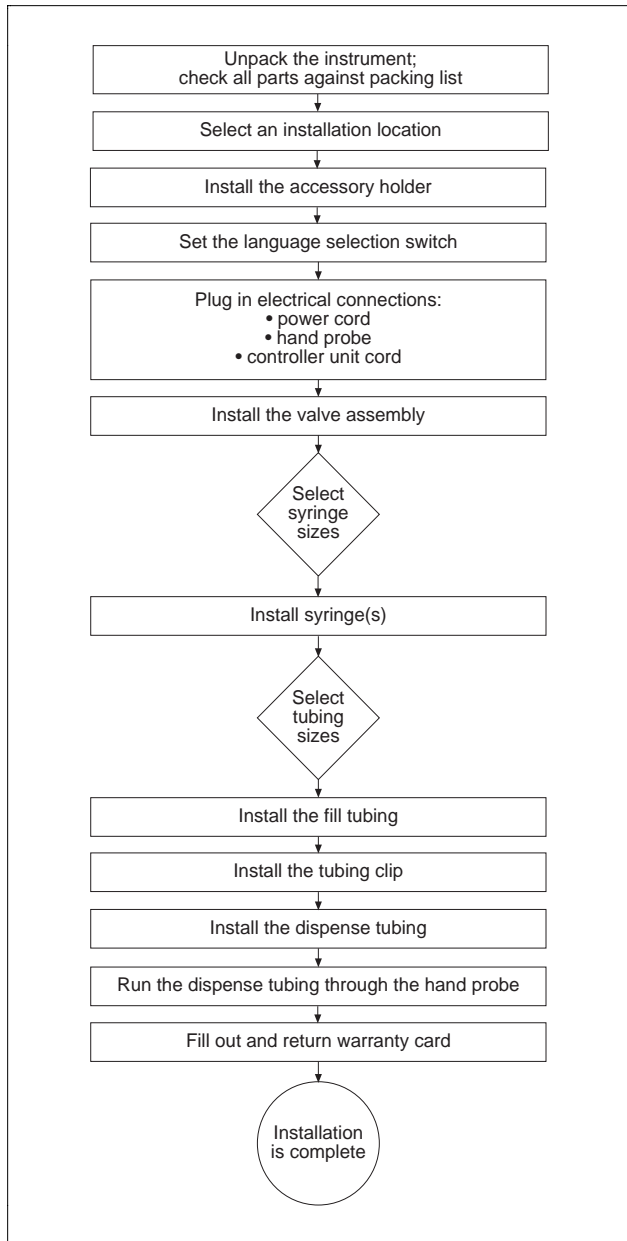 Unpack the instrument;
check all parts against packing list
Select an installation location
Install the accessory holder
Set the language selection switch
Plug in electrical connections:
• power cord
• hand probe
• controller unit cord
Install the valve assembly
Select
syringe
sizes
Install syringe(s)
Select
tubing
sizes
Install the fill tubing
Install the tubing clip
Install the dispense tubing
Run the dispense tubing through the hand probe
Fill out and return warranty card
Installation
is complete